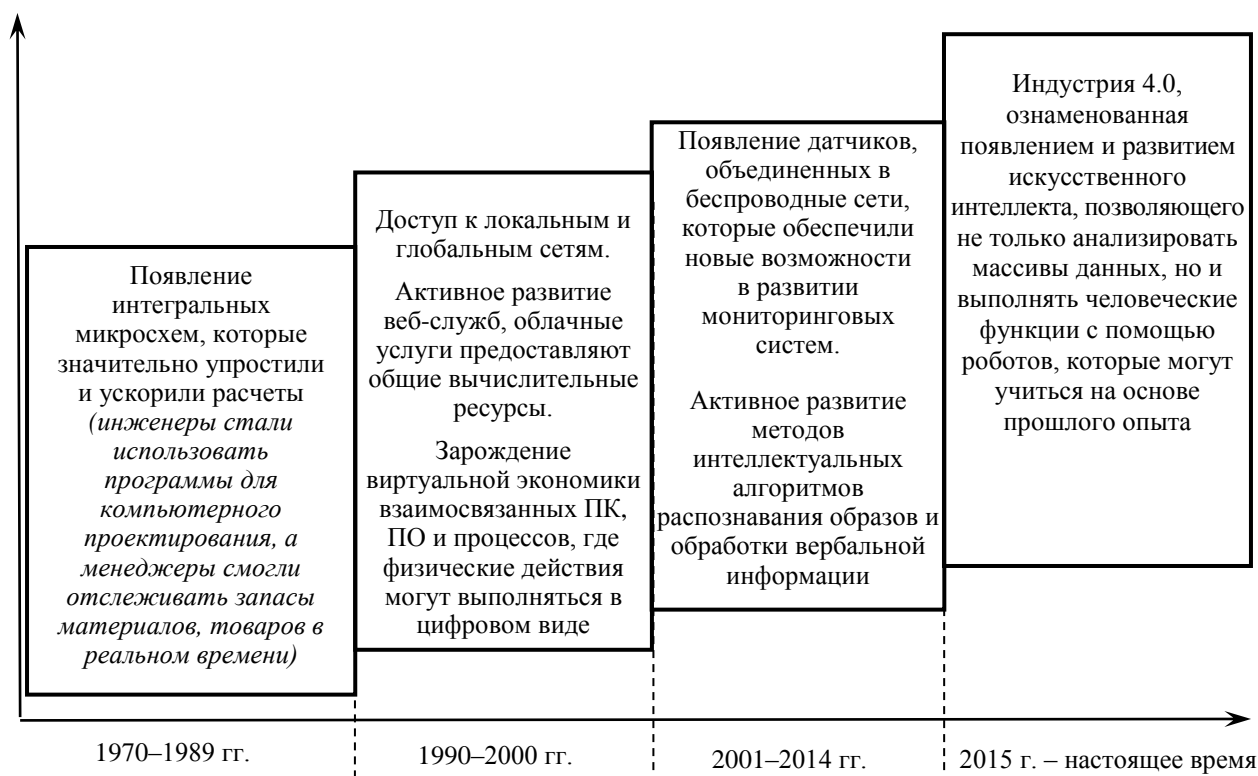 Появление
интегральных
микросхем, которые
значительно упростили
и ускорили расчеты
(инженеры стали
использовать
программы для
компьютерного
проектирования, а
менеджеры смогли
отслеживать запасы
материалов, товаров в
реальном времени)
Доступ к локальным и
глобальным сетям.
Активное развитие
веб-служб, облачные
услуги предоставляют
общие вычислительные
ресурсы.
Зарождение
виртуальной экономики
взаимосвязанных ПК,
ПО и процессов, где
физические действия
могут выполняться в
цифровом виде
Появление датчиков,
объединенных в
беспроводные сети,
которые обеспечили
новые возможности
в развитии
мониторинговых
систем.
Активное развитие
методов
интеллектуальных
алгоритмов
распознавания образов и
обработки вербальной
информации
Индустрия 4.0,
ознаменованная
появлением и развитием
искусственного
интеллекта, позволяющего
не только анализировать
массивы данных, но и
выполнять человеческие
функции с помощью
роботов, которые могут
учиться на основе
прошлого опыта
1970–1989 гг.
1990–2000 гг.
2001–2014 гг.
2015 г. – настоящее время